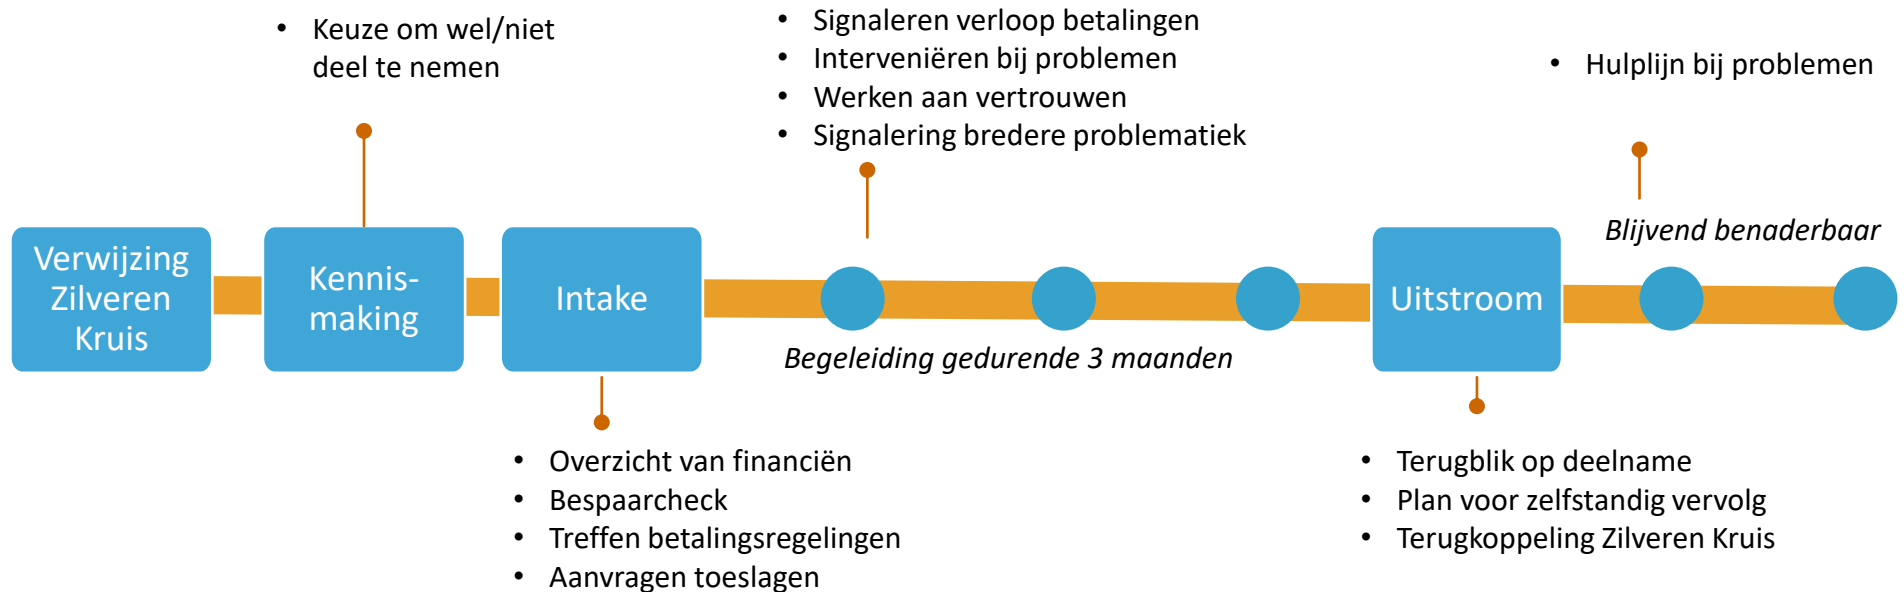 • Keuze om wel/niet
deel te nemen
• Signaleren verloop betalingen
• Interveniëren bij problemen
• Werken aan vertrouwen
• Signalering bredere problematiek
• Hulplijn bij problemen
Verwijzing
Zilveren
Kruis
Kennis-
making
Intake
Begeleiding gedurende 3 maanden
Uitstroom
Blijvend benaderbaar
• Overzicht van financiën
• Bespaarcheck
• Treffen betalingsregelingen
• Aanvragen toeslagen
• Terugblik op deelname
• Plan voor zelfstandig vervolg
• Terugkoppeling Zilveren Kruis